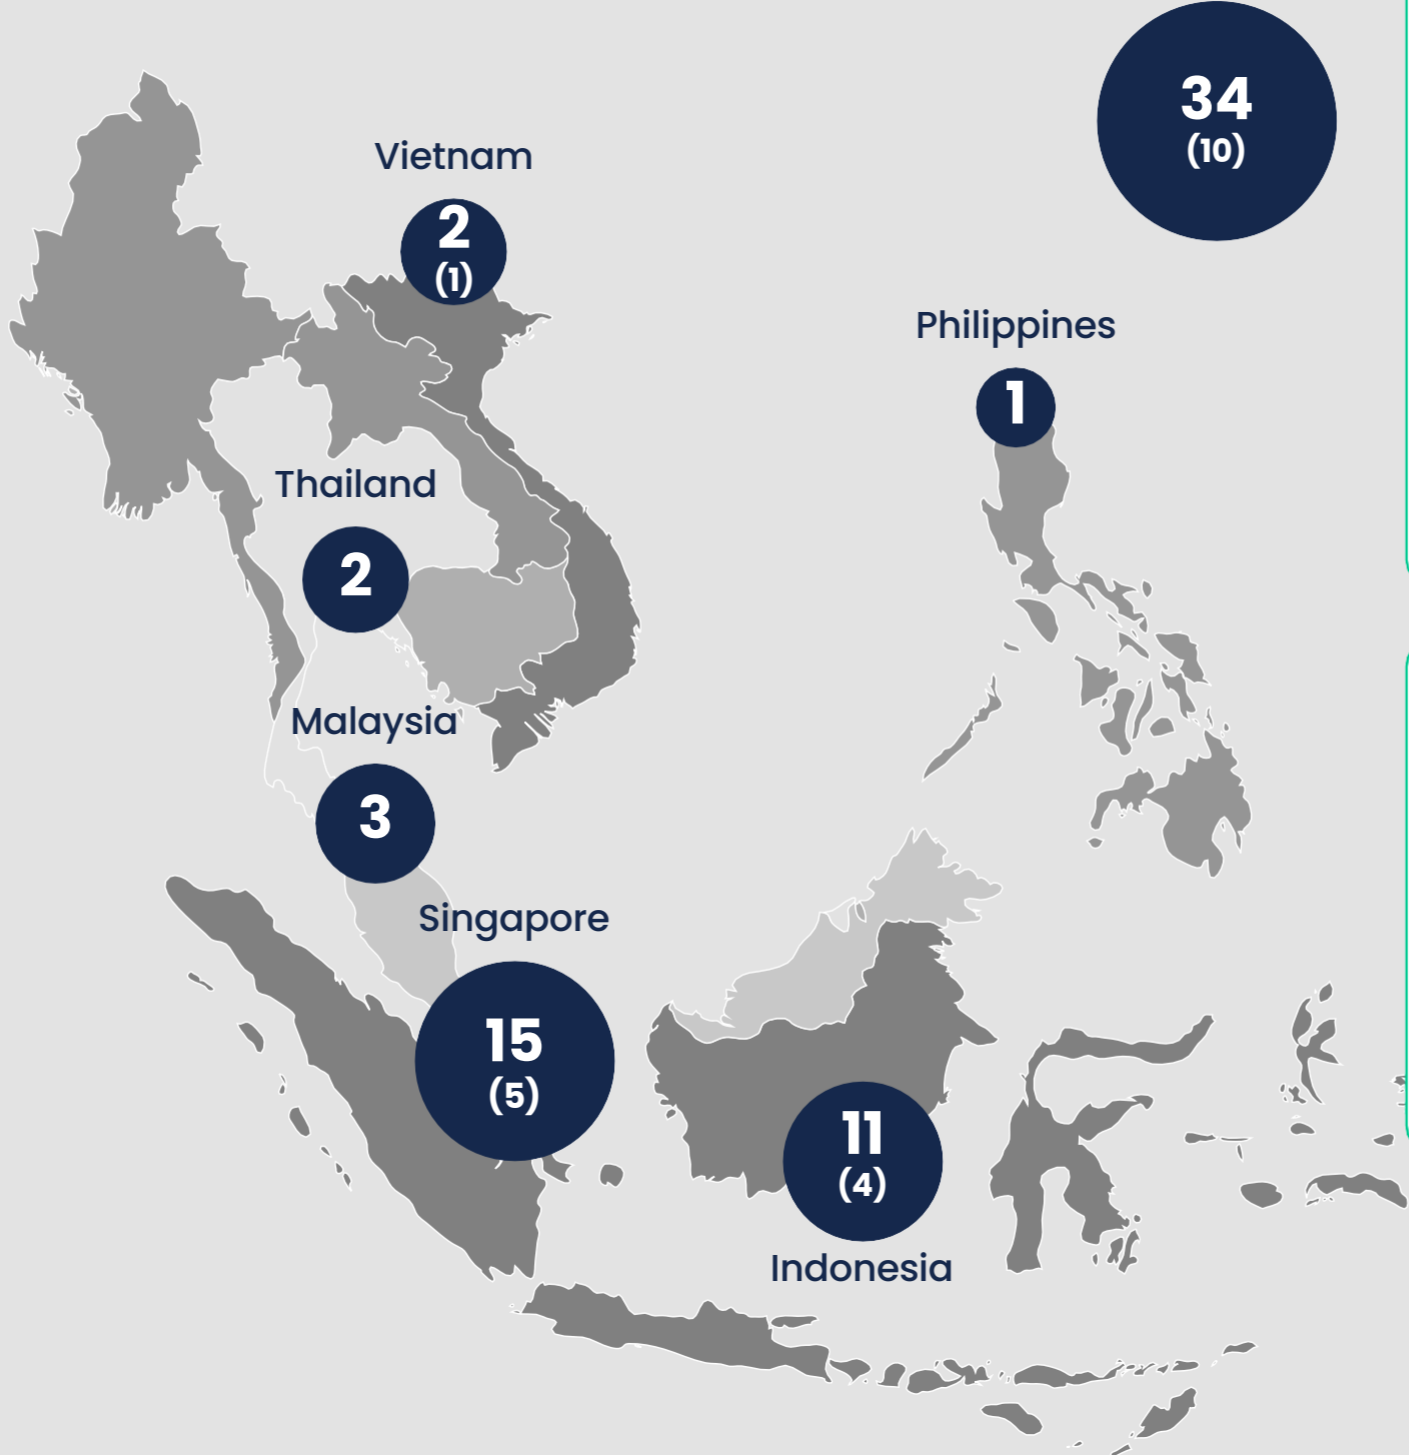 34
(10)
Vietnam
2
(1)
Philippines
1
Thailand
2
Malaysia
3
Singapore
15
(5)
11
(4)
Indonesia